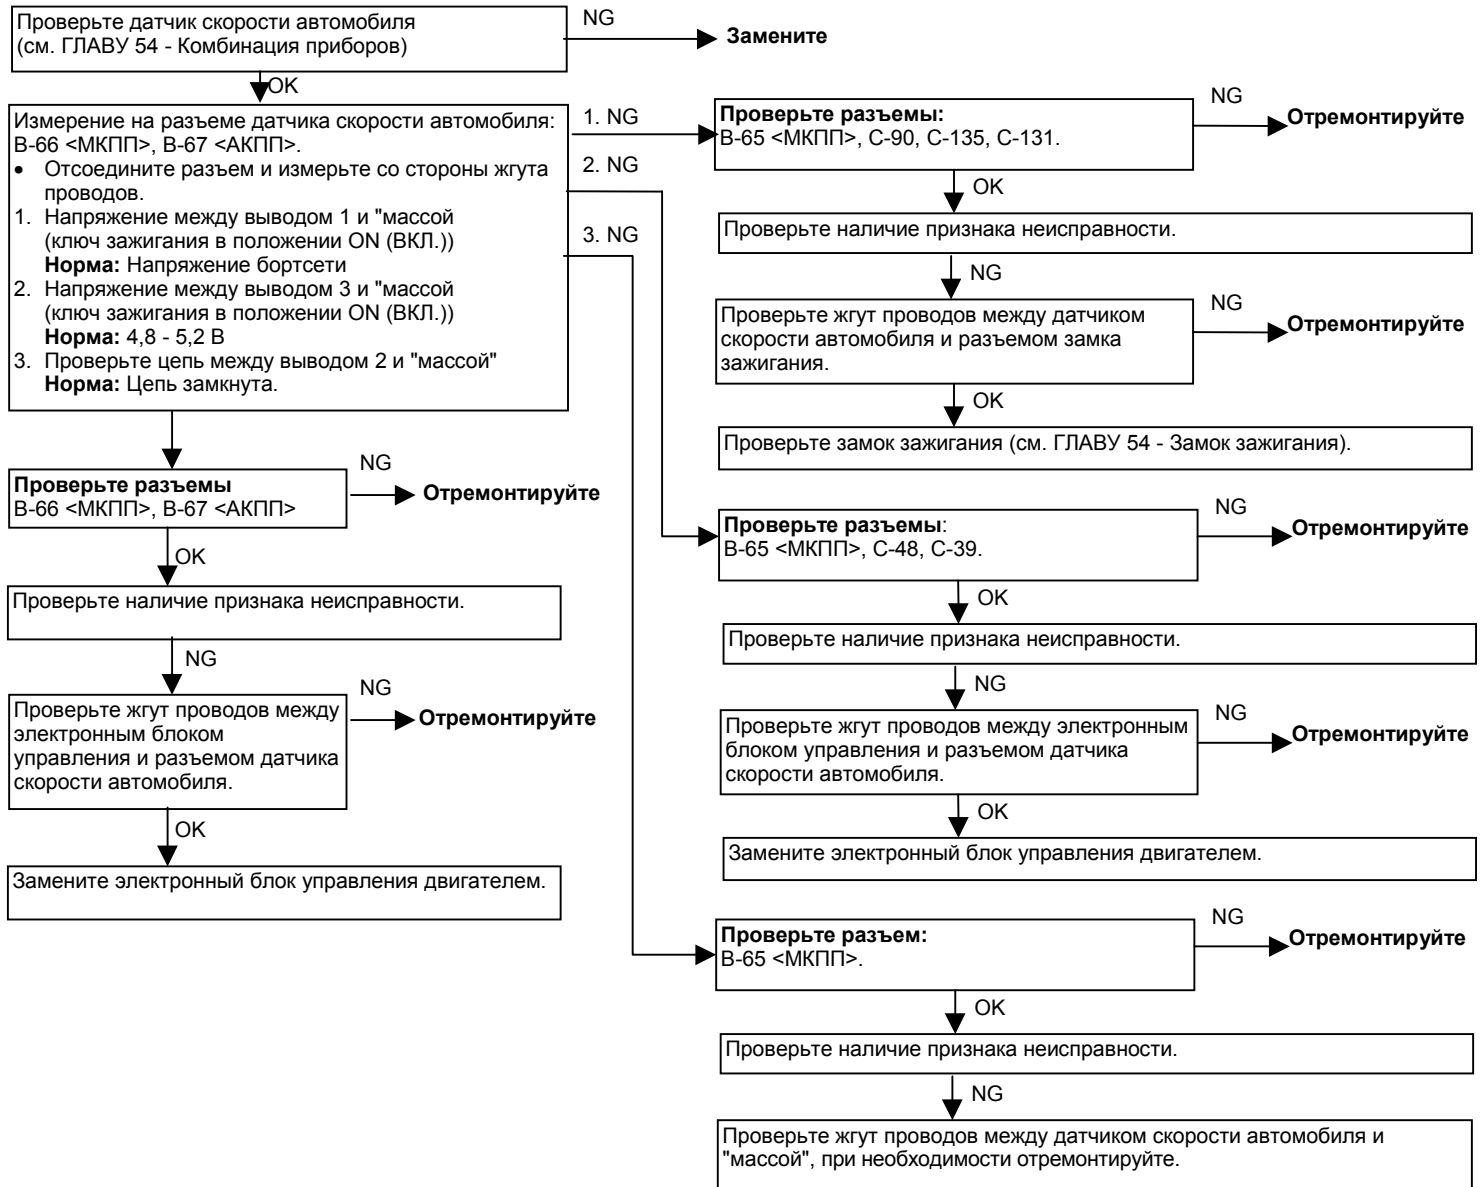 Проверьте датчик скорости автомобиля
(см. ГЛАВУ 54 - Комбинация приборов)
NG
Замените
OK
Измерение на разъеме датчика скорости автомобиля:
В-66 <МКПП>, В-67 <АКПП>.
• Отсоедините разъем и измерьте со стороны жгута
проводов.
1. Напряжение между выводом 1 и "массой
(ключ зажигания в положении ON (ВКЛ.))
Норма: Напряжение бортсети
2. Напряжение между выводом 3 и "массой
(ключ зажигания в положении ON (ВКЛ.))
Норма: 4,8 - 5,2 В
3. Проверьте цепь между выводом 2 и "массой"
Норма: Цепь замкнута.
1. NG
2. NG
3. NG
Проверьте разъемы
В-66 <МКПП>, В-67 <АКПП>
NG
Отремонтируйте
OK
Проверьте наличие признака неисправности.
NG
Проверьте жгут проводов между
электронным блоком
управления и разъемом датчика
скорости автомобиля.
NG
Отремонтируйте
OK
Замените электронный блок управления двигателем.
Проверьте разъемы:
В-65 <МКПП>, С-90, С-135, С-131.
NG
Отремонтируйте
OK
Проверьте наличие признака неисправности.
NG
Проверьте жгут проводов между датчиком
скорости автомобиля и разъемом замка
зажигания.
NG
Отремонтируйте
OK
Проверьте замок зажигания (см. ГЛАВУ 54 - Замок зажигания).
Проверьте разъемы:
В-65 <МКПП>, С-48, С-39.
NG
Отремонтируйте
OK
Проверьте наличие признака неисправности.
NG
Проверьте жгут проводов между электронным
блоком управления и разъемом датчика
скорости автомобиля.
NG
Отремонтируйте
OK
Замените электронный блок управления двигателем.
Проверьте разъем:
В-65 <МКПП>.
NG
Отремонтируйте
OK
Проверьте наличие признака неисправности.
NG
Проверьте жгут проводов между датчиком скорости автомобиля и
"массой", при необходимости отремонтируйте.